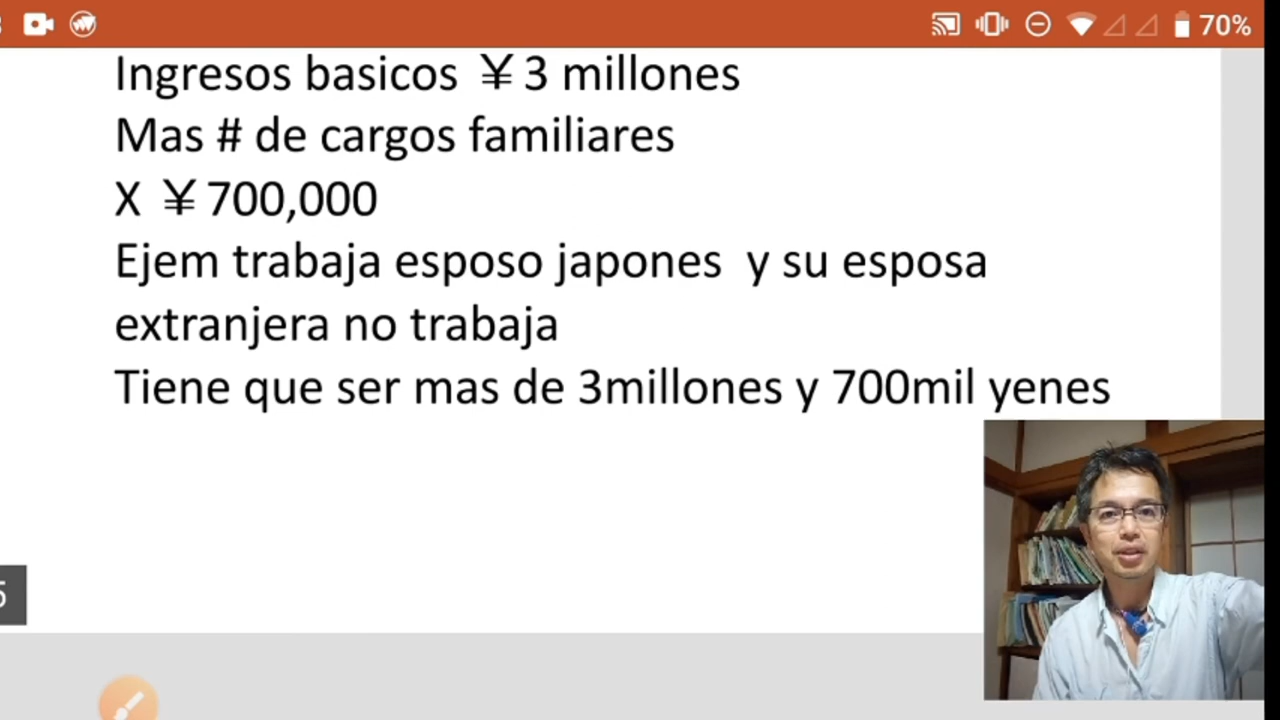 70%
Ingresos basicos ￥3 millones
Mas # de cargos familiares
X ￥700,000
Ejem trabaja esposo japones y su esposa
extranjera no trabaja
Tiene que ser mas de 3millones y 700mil yenes